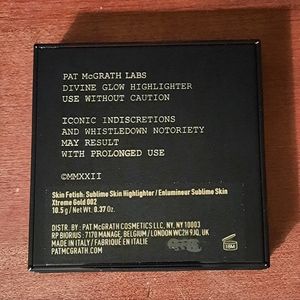 PAT McGRATH LABS
DIVINE GLOW HIGHLIGHTER
USE WITHOUT CAUTION
ICONIC INDISCRETIONS
AND WHISTLEDOWN NOTORIETY
MAY RESULT
WITH PROLONGED USE
©MMXXII
Skin Fetish: Sublime Skin Highlighter / Enlumineur Sublime Skin
Xtreme Gold 002
10.5 g / Net Wt. 0.37 Oz.
DISTR. BY : PAT McGRATH COSMETICS LLC, NY, NY 10003
RP BIORIUS : 7170 MANAGE, BELGIUM / LONDON WC2H 9JQ, UK
MADE IN ITALY / FABRIQUÉ EN ITALIE
PATMCGRATH.COM
18M